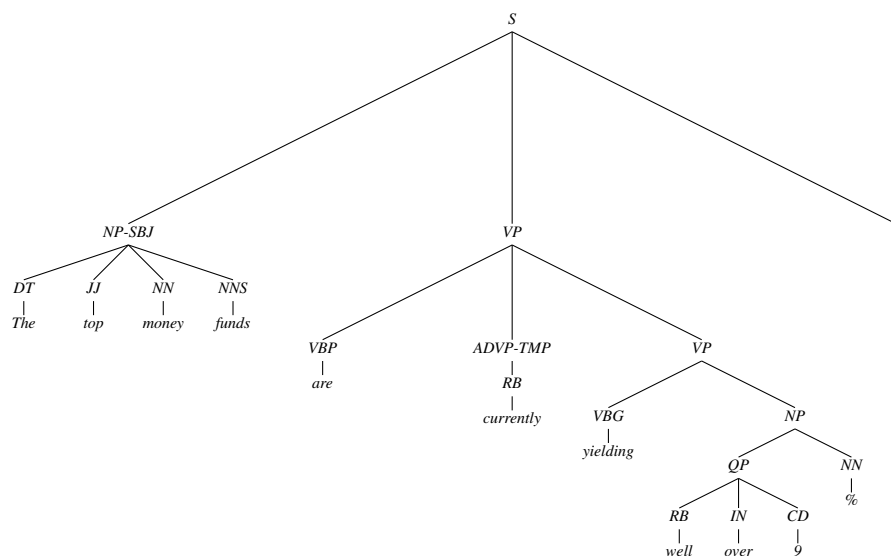 S
NP-SBJ VP
DT JJ NN NNS
The top money funds
VBP ADVP-TMP VP
are RB
currently VBG NP
yielding
QP NN
%
RB IN CD
well over 9